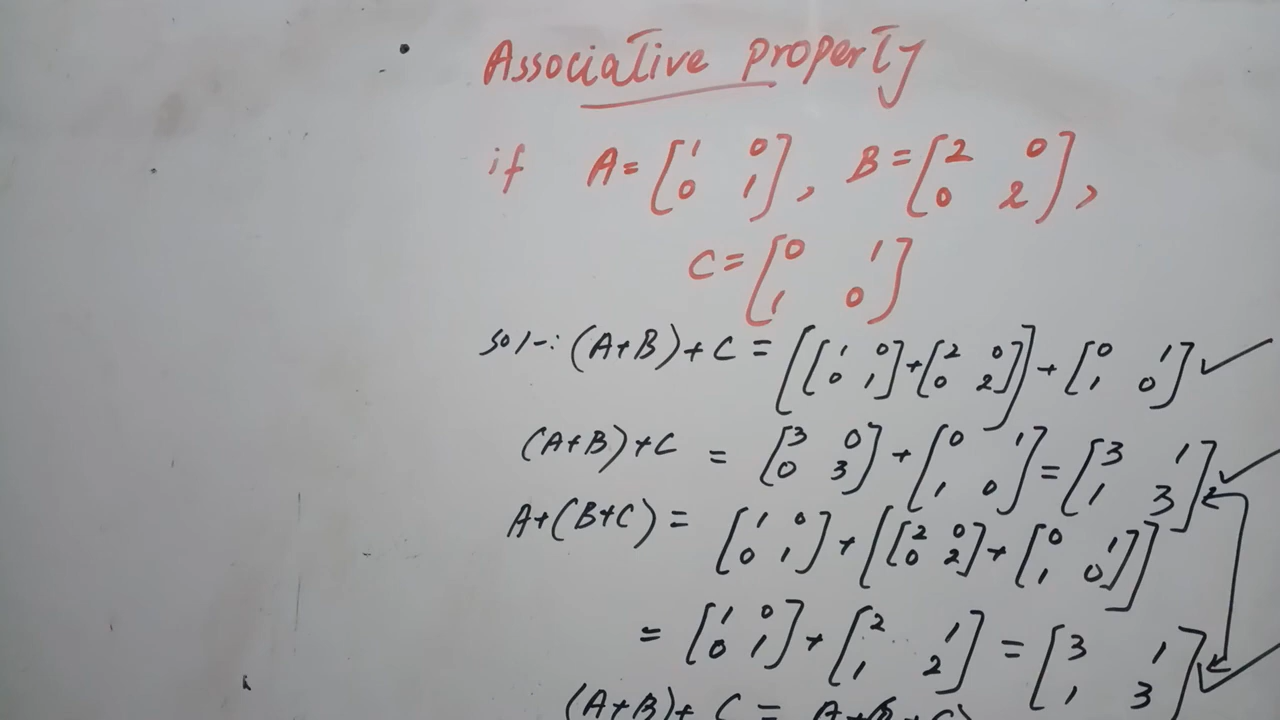 Associative property
if A = [1 0 0 1], B = [2 0 0 2],
C = [0 1 1 0]
sol-: (A+B)+C = [[1 0 0 1]+[2 0 0 2]]+[0 1 1 0]
(A+B)+C = [3 0 0 3]+[0 1 1 0]=[3 1 1 3]
A+(B+C) = [1 0 0 1]+[[2 0 0 2]+[0 1 1 0]]
= [1 0 0 1]+[2 1 1 2] = [3 1 1 3]
(A+B)+ C = A+(B+C)